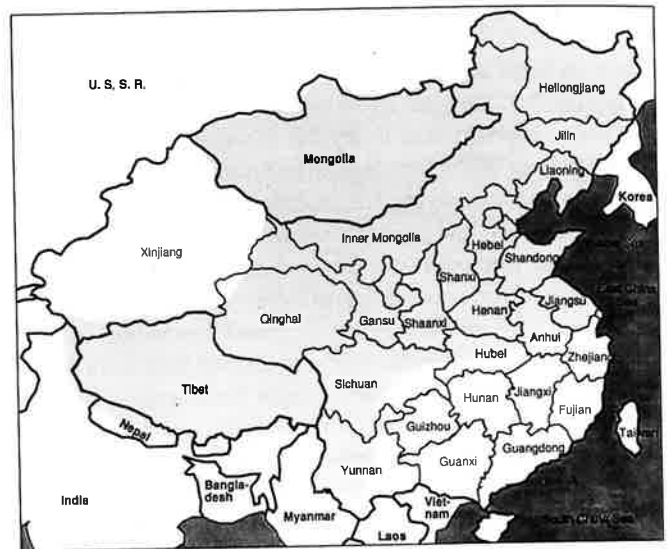 U. S, S. R.
Heilongjiang
Jilin
Mongolia
Liaoning
Korea
Inner Mongolia
Xinjiang
Hebei
Shanxi
Shandong
Qinghai
Gansu
Shaanxi
Henan
Jiangsu
East China
Sea
Anhui
Hubei
Zhejiang
Tibet
Sichuan
Hunan
Jiangxi
Fujian
Nepal
Guizhou
Guangdong
Taiwan
Yunnan
Guanxi
India
Bangla-
desh
Myanmar
Viet-
nam
Laos
South China Sea